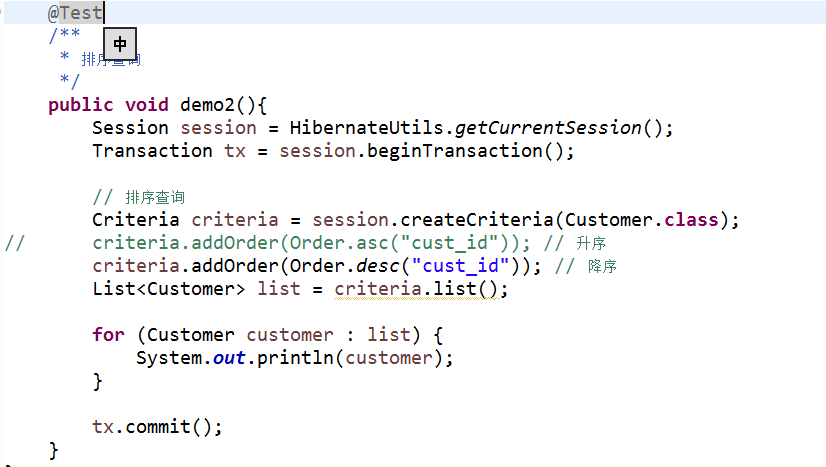 @Test
/**
中
* 排序查询
*/
public void demo2(){
Session session = HibernateUtils.getCurrentSession();
Transaction tx = session.beginTransaction();
// 排序查询
Criteria criteria = session.createCriteria(Customer.class);
// criteria.addOrder(Order.asc("cust_id")); // 升序
criteria.addOrder(Order.desc("cust_id")); // 降序
List<Customer> list = criteria.list();
for (Customer customer : list) {
System.out.println(customer);
}
tx.commit();
}